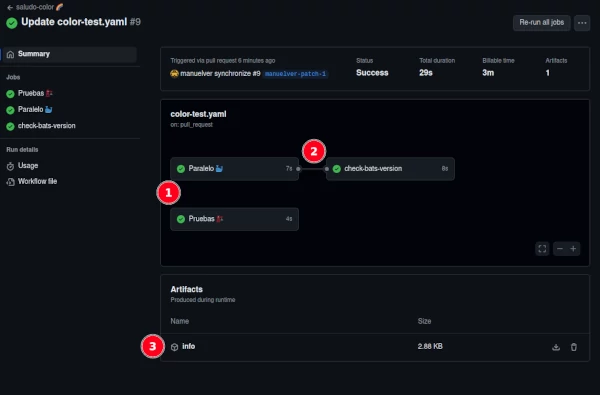 saludo-color
Update color-test.yaml #9
Re-run all jobs
Summary
Jobs
Pruebas
Paralelo
check-bats-version
Run details
Usage
Workflow file
Triggered via pull request 6 minutes ago
manuelver synchronize #9 manuelver-patch-1
Status
Success
Total duration
29s
Billable time
3m
Artifacts
1
color-test.yaml
on: pull_request
2
Paralelo 7s
check-bats-version 8s
1
Pruebas 4s
Artifacts
Produced during runtime
Name Size
3 info 2.68 KB